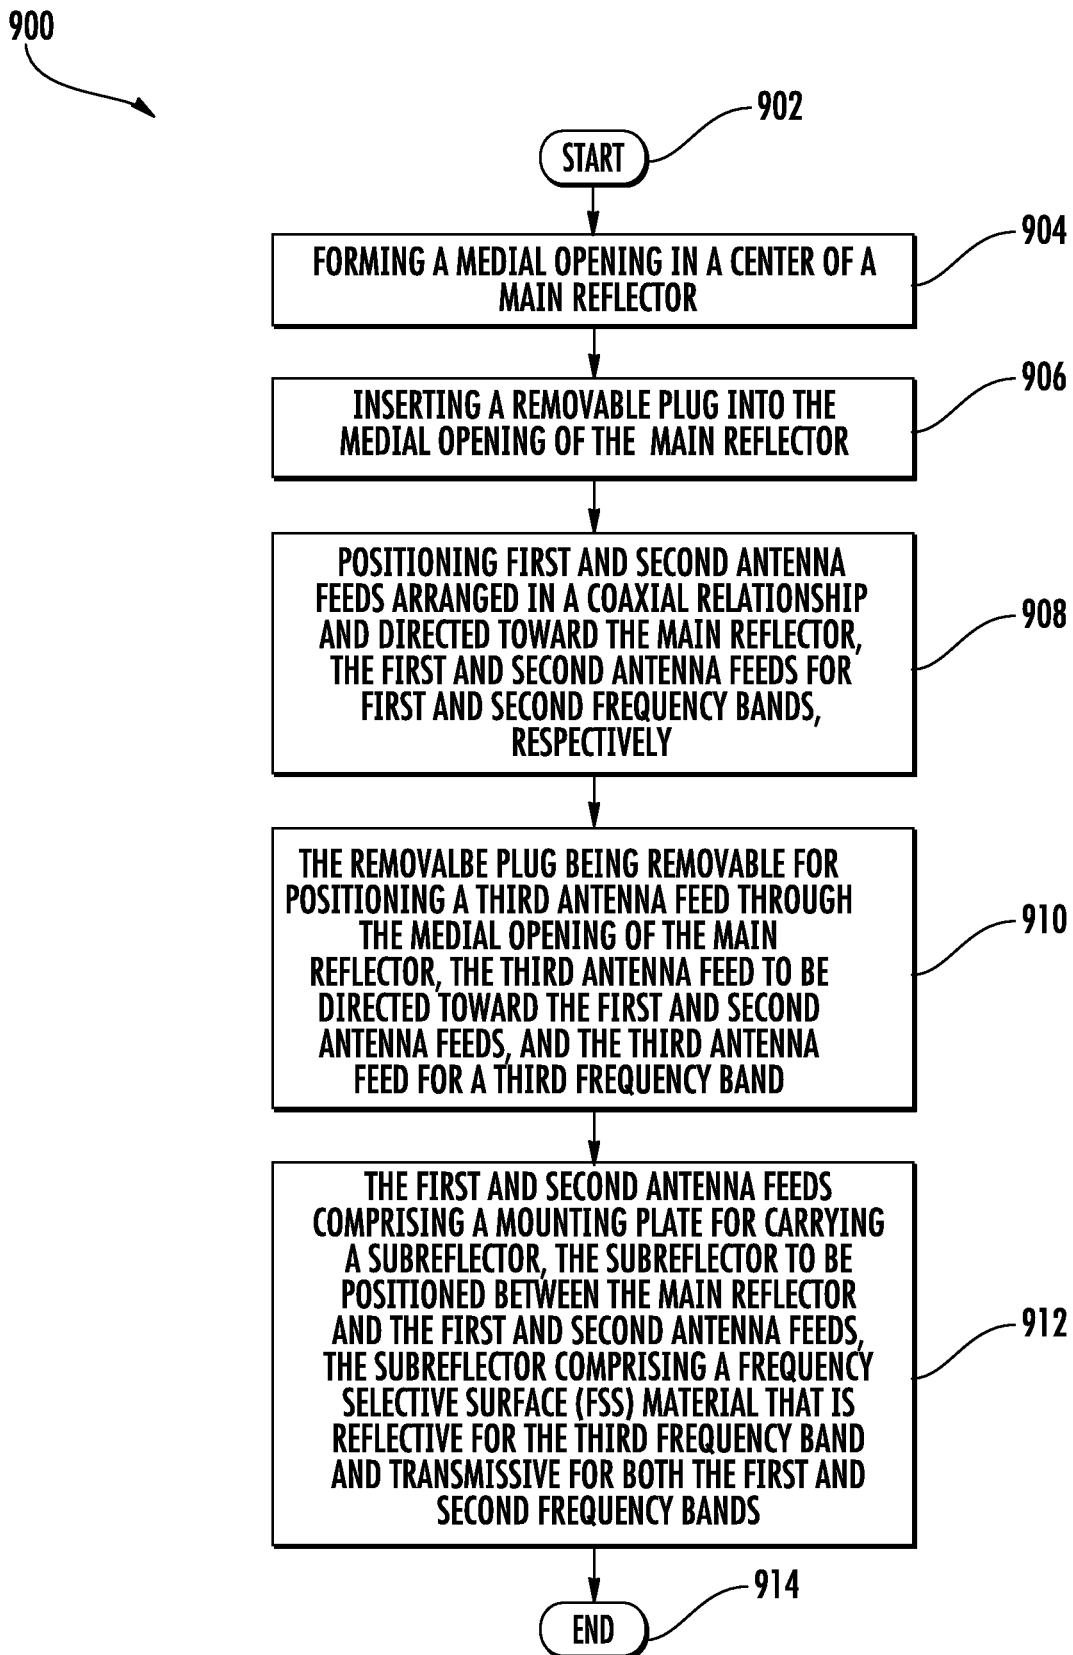 900
902
START
904
FORMING A MEDIAL OPENING IN A CENTER OF A
MAIN REFLECTOR
906
INSERTING A REMOVABLE PLUG INTO THE
MEDIAL OPENING OF THE MAIN REFLECTOR
POSITIONING FIRST AND SECOND ANTENNA
FEEDS ARRANGED IN A COAXIAL RELATIONSHIP
AND DIRECTED TOWARD THE MAIN REFLECTOR,
THE FIRST AND SECOND ANTENNA FEEDS FOR
FIRST AND SECOND FREQUENCY BANDS,
RESPECTIVELY
908
THE REMOVALBE PLUG BEING REMOVABLE FOR
POSITIONING A THIRD ANTENNA FEED THROUGH
THE MEDIAL OPENING OF THE MAIN
REFLECTOR, THE THIRD ANTENNA FEED TO BE
DIRECTED TOWARD THE FIRST AND SECOND
ANTENNA FEEDS, AND THE THIRD ANTENNA
FEED FOR A THIRD FREQUENCY BAND
910
THE FIRST AND SECOND ANTENNA FEEDS
COMPRISING A MOUNTING PLATE FOR CARRYING
A SUBREFLECTOR, THE SUBREFLECTOR TO BE
POSITIONED BETWEEN THE MAIN REFLECTOR
AND THE FIRST AND SECOND ANTENNA FEEDS,
THE SUBREFLECTOR COMPRISING A FREQUENCY
SELECTIVE SURFACE (FSS) MATERIAL THAT IS
REFLECTIVE FOR THE THIRD FREQUENCY BAND
AND TRANSMISSIVE FOR BOTH THE FIRST AND
SECOND FREQUENCY BANDS
912
914
END